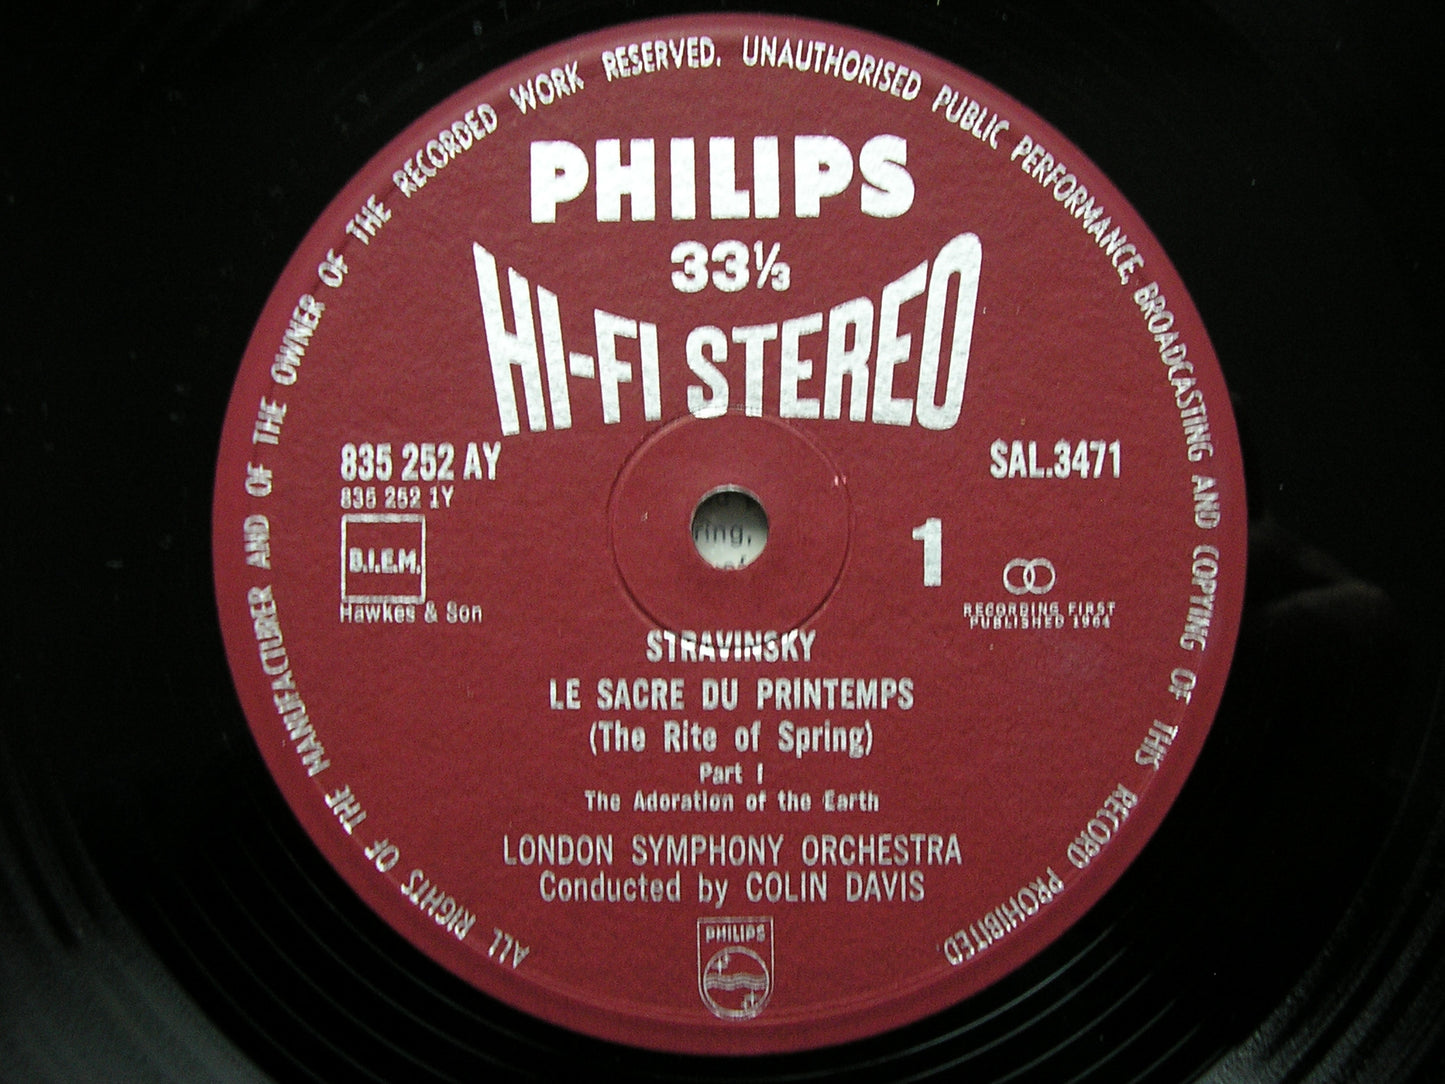 ALL RIGHTS OF THE MANUFACTURER AND OF THE OWNER OF THE RECORDED WORK RESERVED. UNAUTHORISED PUBLIC PERFORMANCE, BROADCASTING AND COPYING OF THIS RECORD PROHIBITED.
PHILIPS
33⅓
HI-FI STEREO
835 252 AY
835 252 1Y
SAL.3471
B.I.E.M.
Hawkes & Son
ring,
1
RECORDING FIRST
PUBLISHED 1964
STRAVINSKY
LE SACRE DU PRINTEMPS
(The Rite of Spring)
Part I
The Adoration of the Earth
LONDON SYMPHONY ORCHESTRA
Conducted by COLIN DAVIS
PHILIPS